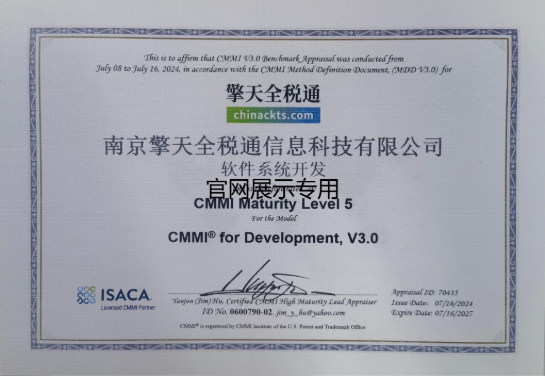 This is to affirm that CMMI V3.0 Benchmark Appraisal was conducted from
July 08 to July 16, 2024, in accordance with the CMMI Method Definition Document, (MDD V3.0) for
擎天全税通
chinackts.com
南京擎天全税通信息科技有限公司
软件系统开发
官网展示专用
CMMI Maturity Level 5
For the Model
CMMI® for Development, V3.0
ISACA.
Licensed CMMI Partner
Yanjun (Jim) Hu, Certified CMMI High Maturity Lead Appraiser
ID No. 0600790-02, jim_y_hu@yahoo.com
Appraisal ID: 70435
Issue Date: 07/16/2024
Expire Date: 07/16/2027
CMMI® is registered by CMMI Institute of the U.S. Patent and Trademark Office